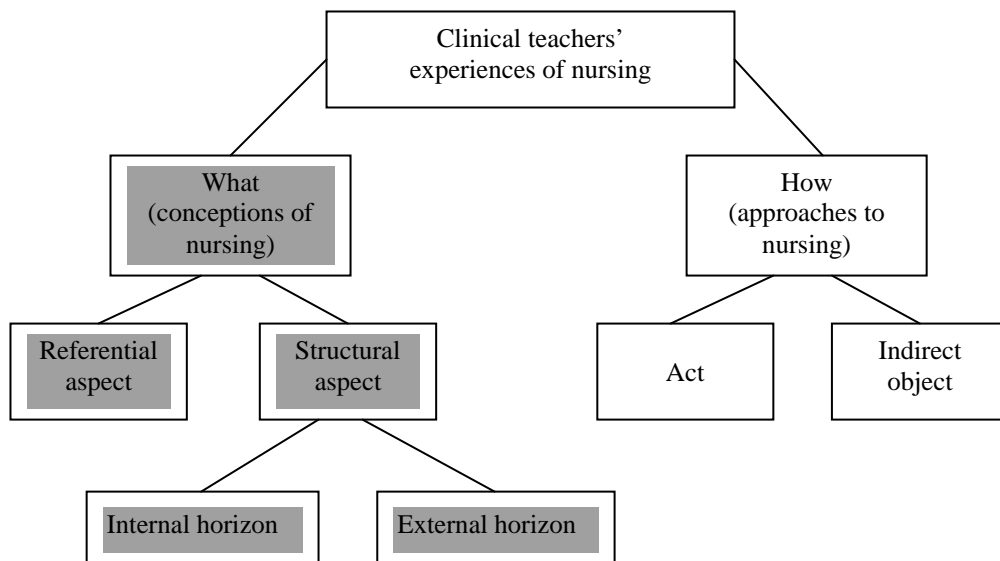 Clinical teachers’
experiences of nursing
What
(conceptions of
nursing)
How
(approaches to
nursing)
Referential
aspect
Structural
aspect
Act
Indirect
object
Internal horizon
External horizon